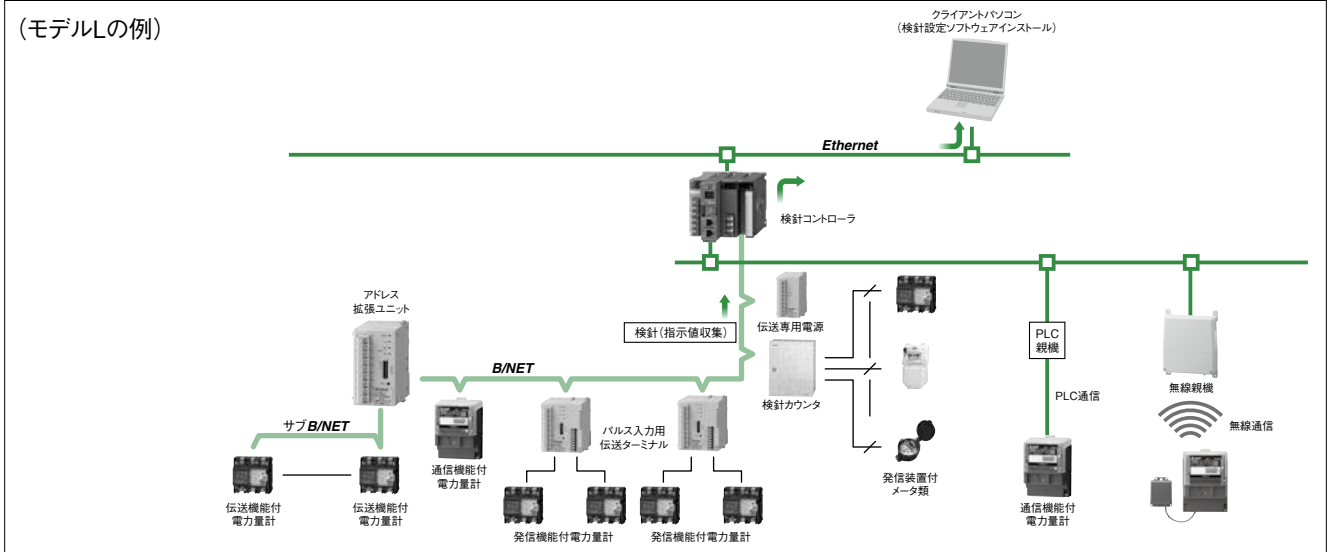 (モデルLの例)
クライアントパソコン
(検針設定ソフトウェアインストール)
Ethernet
検針コントローラ
アドレス
拡張ユニット
検針(指示値収集)
伝送専用電源
B/NET
検針カウンタ
PLC
親機
PLC通信
無線親機
無線通信
サブB/NET
通信機能付
電力量計
パルス入力用
伝送ターミナル
発信装置付
メータ類
伝送機能付
電力量計
伝送機能付
電力量計
発信機能付電力量計
発信機能付電力量計
通信機能付
電力量計